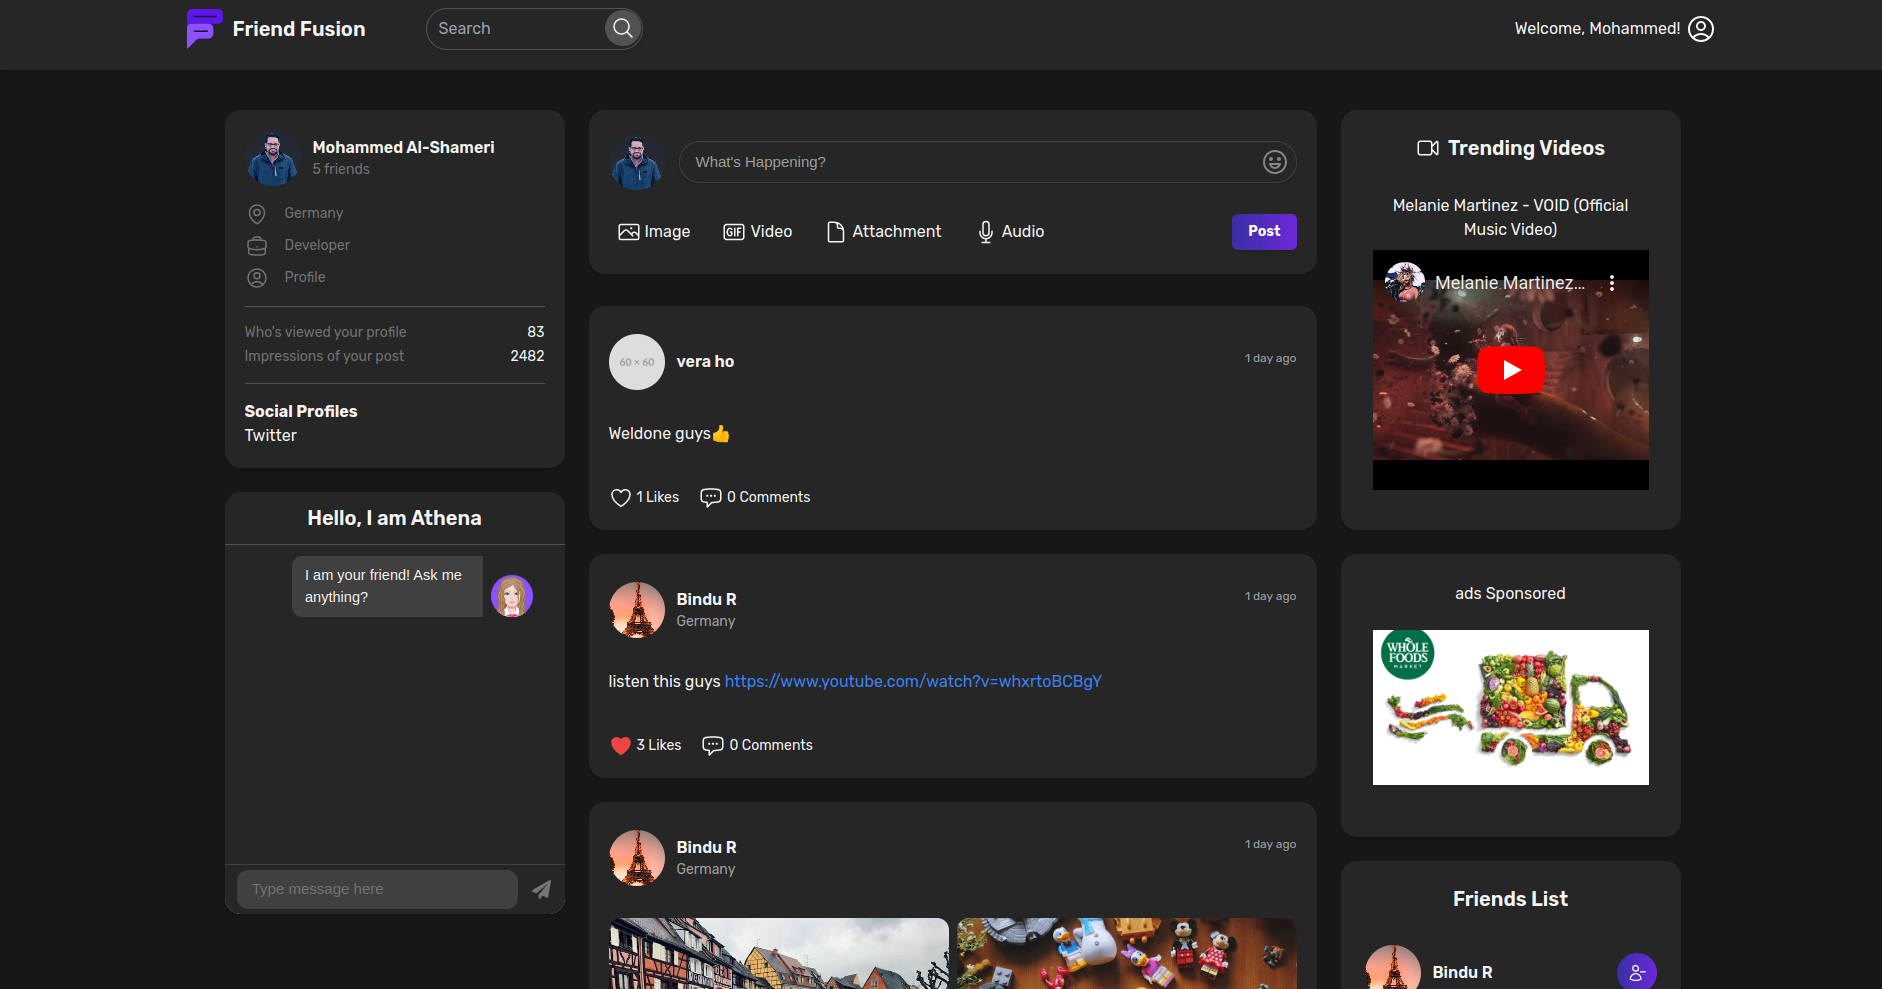 Friend Fusion
Search
Welcome, Mohammed!
Mohammed Al-Shameri
5 friends
Germany
Developer
Profile
Who's viewed your profile 83
Impressions of your post 2482
Social Profiles
Twitter
Hello, I am Athena
I am your friend! Ask me
anything?
Type message here
What's Happening?
Image
GIF Video
Attachment
Audio
Post
60 × 60
vera ho
1 day ago
Weldone guys👍
1 Likes
0 Comments
Bindu R
Germany
1 day ago
listen this guys https://www.youtube.com/watch?v=whxrtoBCBgY
3 Likes
0 Comments
Bindu R
Germany
1 day ago
Trending Videos
Melanie Martinez - VOID (Official
Music Video)
Melanie Martinez...
ads Sponsored
WHOLE
FOODS
MARKET
Friends List
Bindu R